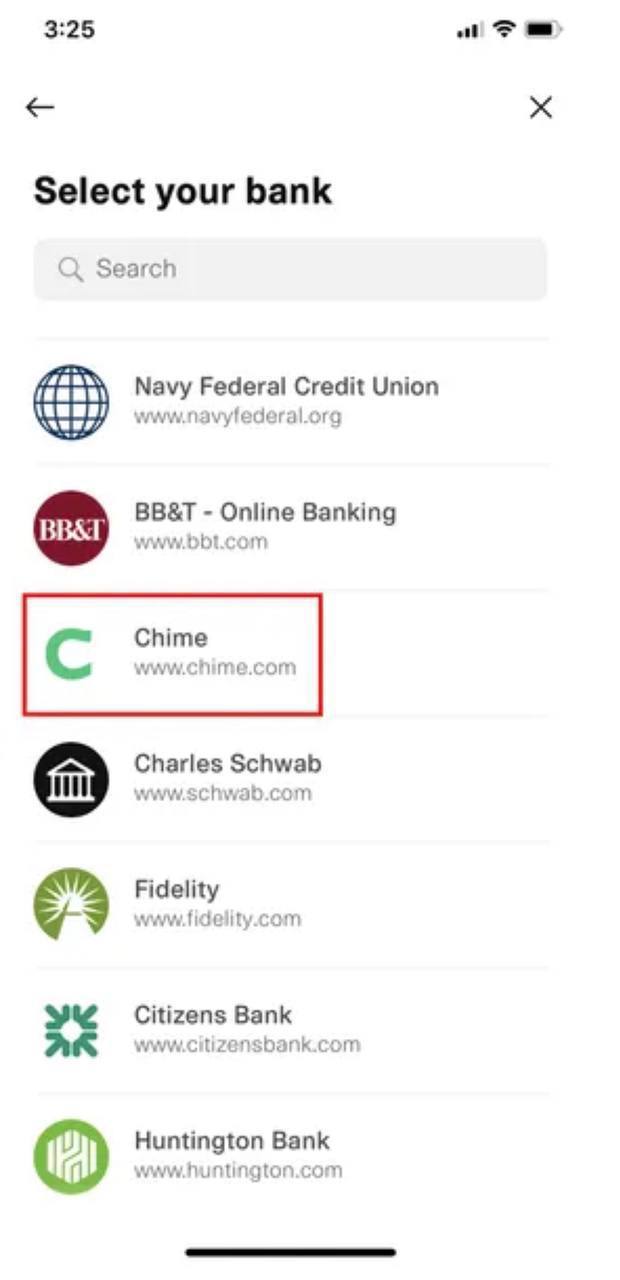 3:25
Select your bank
Search
Navy Federal Credit Union
www.navyfederal.org
BB&T
BB&T - Online Banking
www.bbt.com
Chime
www.chime.com
Charles Schwab
www.schwab.com
Fidelity
www.fidelity.com
Citizens Bank
www.citizensbank.com
Huntington Bank
www.huntington.com